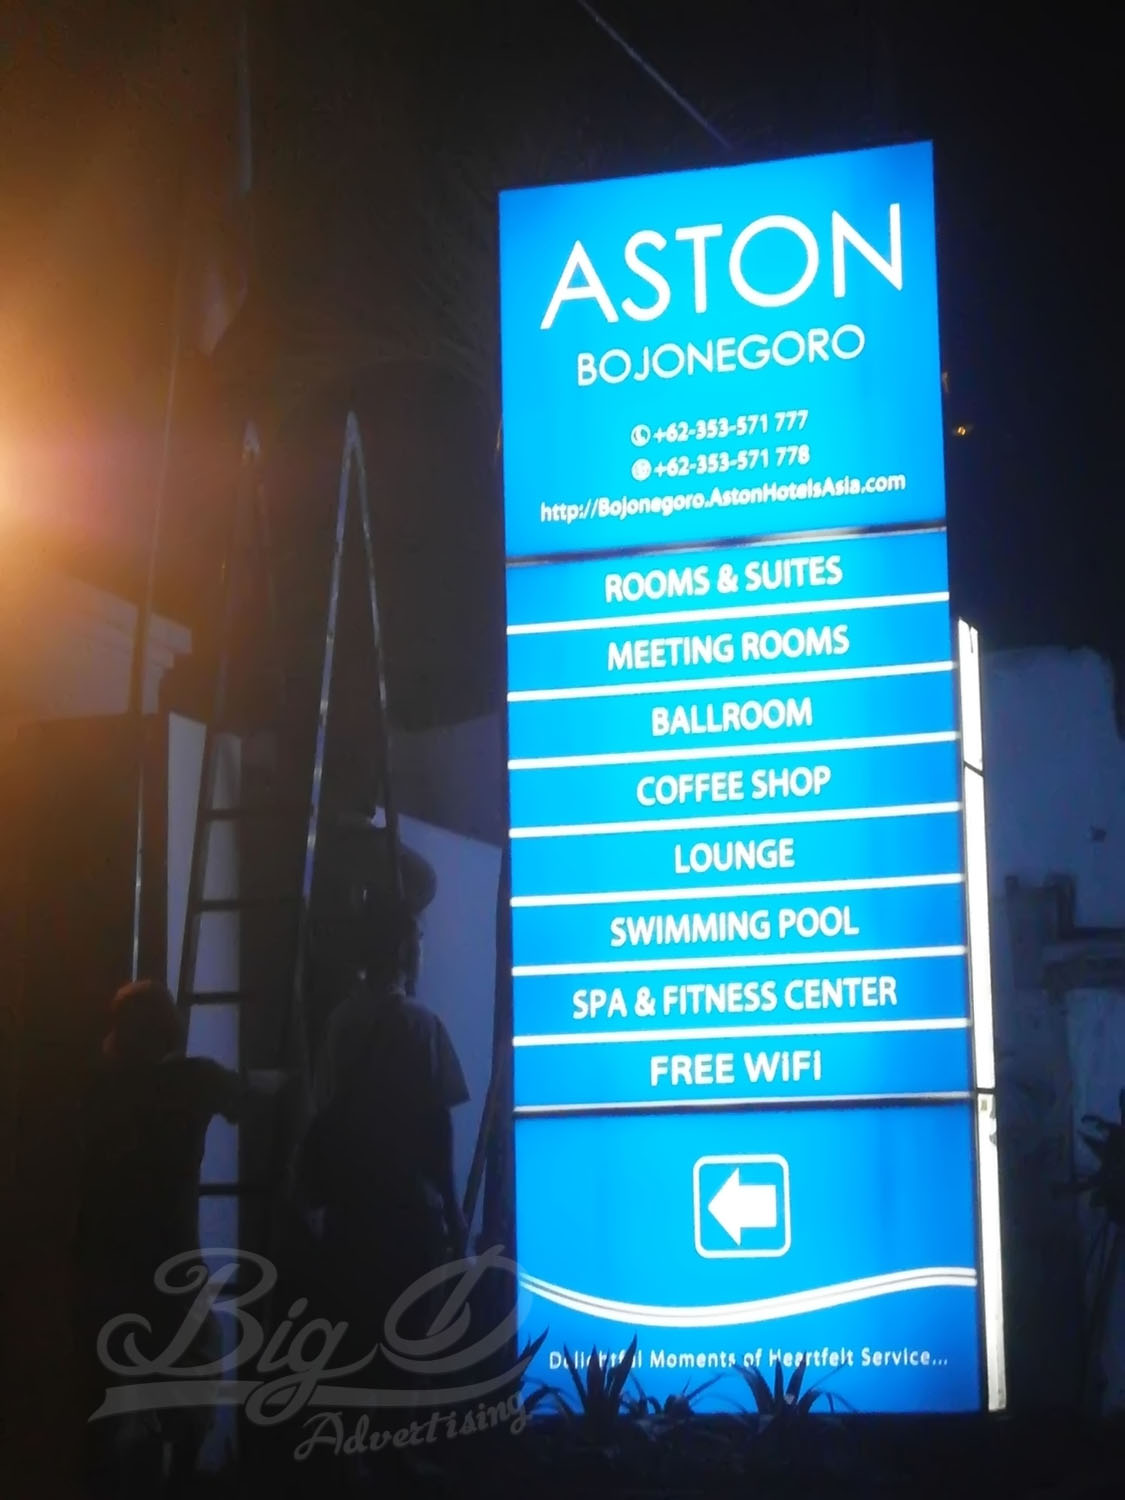 ASTON
BOJONEGORO
+62-353-571 777
+62-353-571 778
http://Bojonegoro.AstonHotelsAsia.com
ROOMS & SUITES
MEETING ROOMS
BALLROOM
COFFEE SHOP
LOUNGE
SWIMMING POOL
SPA & FITNESS CENTER
FREE WiFi
Delightful Moments of Heartfelt Service...
Big D
Advertising